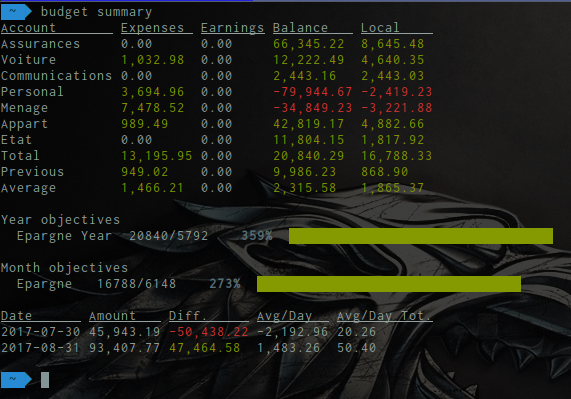 ~ budget summary
Account Expenses Earnings Balance Local
Assurances 0.00 0.00 66,345.22 8,645.48
Voiture 1,032.98 0.00 12,222.49 4,640.35
Communications 0.00 0.00 2,443.16 2,443.03
Personal 3,694.96 0.00 -79,944.67 -2,419.23
Menage 7,478.52 0.00 -34,849.23 -3,221.88
Appart 989.49 0.00 42,819.17 4,882.66
Etat 0.00 0.00 11,804.15 1,817.92
Total 13,195.95 0.00 20,840.29 16,788.33
Previous 949.02 0.00 9,986.23 868.90
Average 1,466.21 0.00 2,315.58 1,865.37
Year objectives
Epargne Year 20840/5792 359%
Month objectives
Epargne 16788/6148 273%
Date Amount Diff. Avg/Day Avg/Day Tot.
2017-07-30 45,943.19 -50,438.22 -2,192.96 20.26
2017-08-31 93,407.77 47,464.58 1,483.26 50.40
~